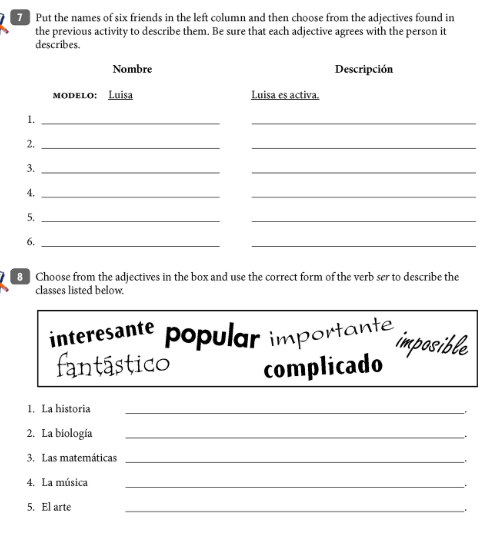 7 Put the names of six friends in the left column and then choose from the adjectives found in
the previous activity to describe them. Be sure that each adjective agrees with the person it
describes.
Nombre Descripción
MODELO: Luisa Luisa es activa.
1.
2.
3.
4.
5.
6.
8 Choose from the adjectives in the box and use the correct form of the verb ser to describe the
classes listed below.
interesante popular importante imposible
fantástico complicado
1. La historia .
2. La biología .
3. Las matemáticas .
4. La música .
5. El arte .